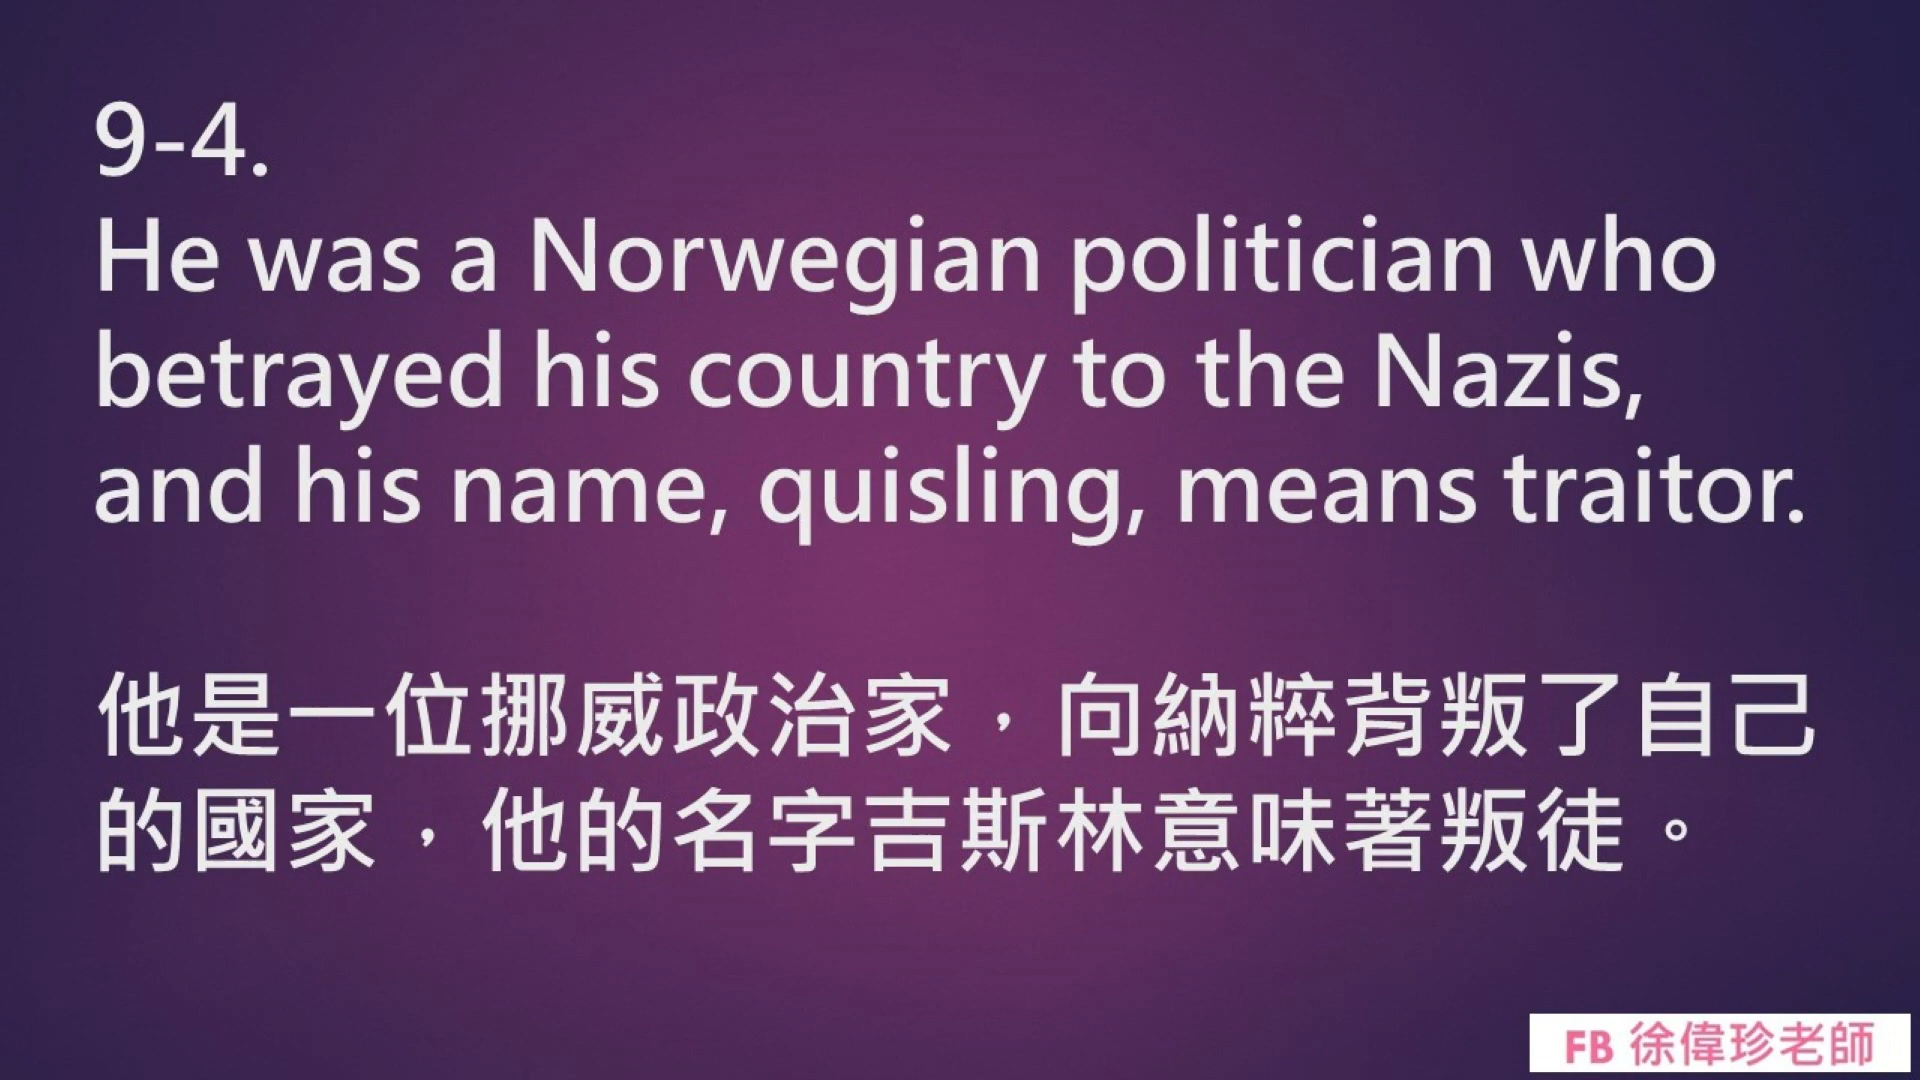 9-4.
He was a Norwegian politician who
betrayed his country to the Nazis,
and his name, quisling, means traitor.
他是一位挪威政治家，向納粹背叛了自己
的國家，他的名字吉斯林意味著叛徒。
FB 徐偉珍老師